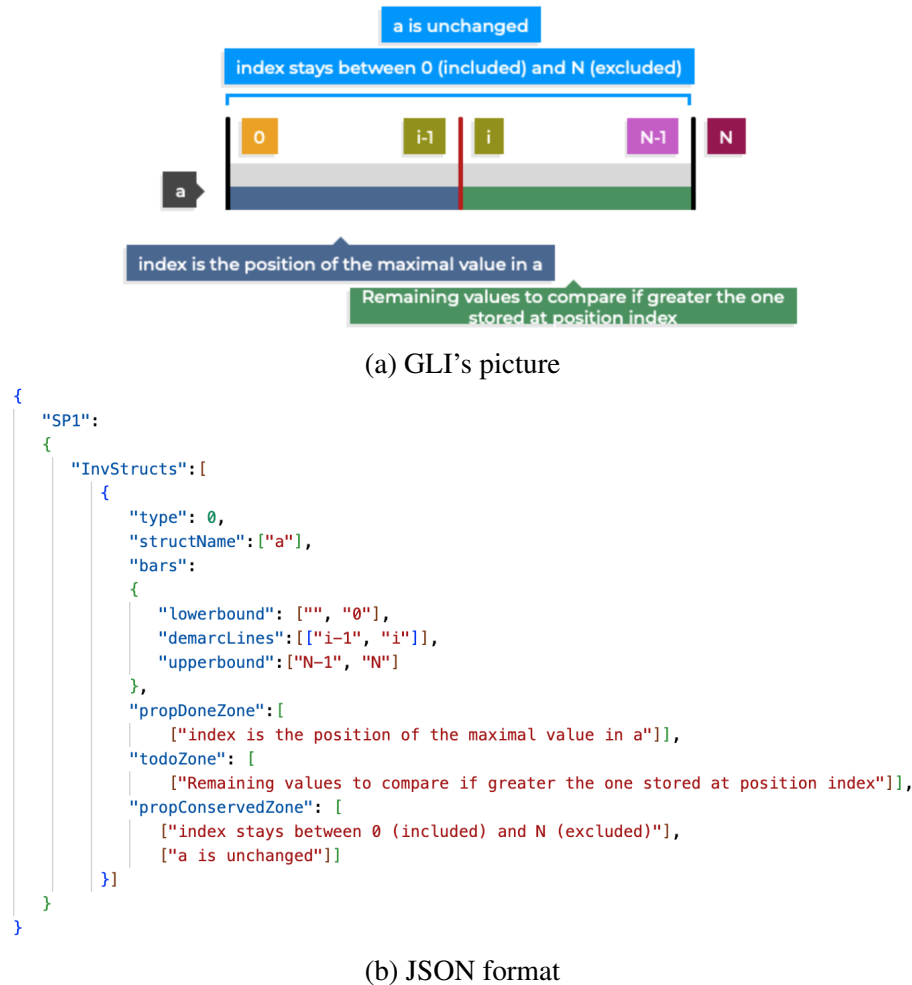 a is unchanged
index stays between 0 (included) and N (excluded)
0 i-1 i N-1 N
a
index is the position of the maximal value in a
Remaining values to compare if greater the one
stored at position index
(a) GLI's picture
{
"SP1":
{
"InvStructs":[
{
"type": 0,
"structName":["a"],
"bars":
{
"lowerbound": ["", "0"],
"demarcLines":[["i-1", "i"]],
"upperbound":["N-1", "N"]
},
"propDoneZone":[
["index is the position of the maximal value in a"]],
"todoZone": [
["Remaining values to compare if greater the one stored at position index"]],
"propConservedZone": [
["index stays between 0 (included) and N (excluded)"],
["a is unchanged"]]
}]
}
}
(b) JSON format